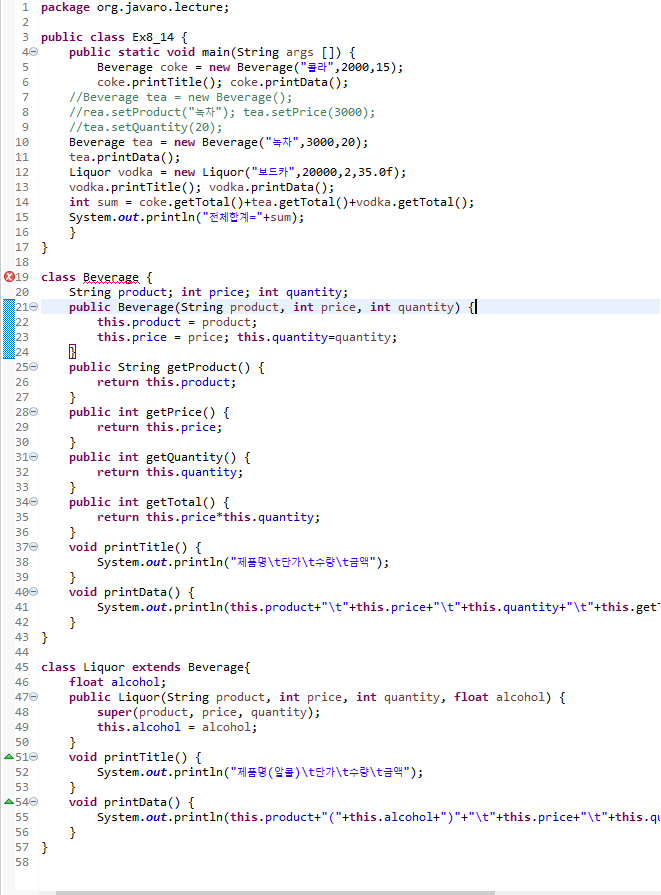 1 package org.javaro.lecture;
2
3 public class Ex8_14 {
4 public static void main(String args []) {
5 Beverage coke = new Beverage("콜라",2000,15);
6 coke.printTitle(); coke.printData();
7 //Beverage tea = new Beverage();
8 //rea.setProduct("녹차"); tea.setPrice(3000);
9 //tea.setQuantity(20);
10 Beverage tea = new Beverage("녹차",3000,20);
11 tea.printData();
12 Liquor vodka = new Liquor("보드카",20000,2,35.0f);
13 vodka.printTitle(); vodka.printData();
14 int sum = coke.getTotal()+tea.getTotal()+vodka.getTotal();
15 System.out.println("전체합계="+sum);
16 }
17 }
18
19 class Beverage {
20 String product; int price; int quantity;
21 public Beverage(String product, int price, int quantity) {
22 this.product = product;
23 this.price = price; this.quantity=quantity;
24 }
25 public String getProduct() {
26 return this.product;
27 }
28 public int getPrice() {
29 return this.price;
30 }
31 public int getQuantity() {
32 return this.quantity;
33 }
34 public int getTotal() {
35 return this.price*this.quantity;
36 }
37 void printTitle() {
38 System.out.println("제품명\t단가\t수량\t금액");
39 }
40 void printData() {
41 System.out.println(this.product+"\t"+this.price+"\t"+this.quantity+"\t"+this.getT
42 }
43 }
44
45 class Liquor extends Beverage{
46 float alcohol;
47 public Liquor(String product, int price, int quantity, float alcohol) {
48 super(product, price, quantity);
49 this.alcohol = alcohol;
50 }
51 void printTitle() {
52 System.out.println("제품명(알콜)\t단가\t수량\t금액");
53 }
54 void printData() {
55 System.out.println(this.product+"("+this.alcohol+")"+"\t"+this.price+"\t"+this.qu
56 }
57 }
58